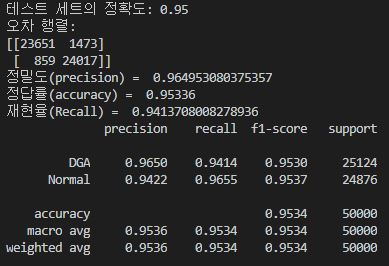 테스트 세트의 정확도: 0.95
오차 행렬:
[[23651  1473]
 [  859 24017]]
정밀도(precision) =  0.964953080375357
정답률(accuracy) =  0.95336
재현율(Recall) =  0.9413708008278936
              precision    recall  f1-score   support

         DGA     0.9650    0.9414    0.9530     25124
      Normal     0.9422    0.9655    0.9537     24876

    accuracy                         0.9534     50000
   macro avg     0.9536    0.9534    0.9534     50000
weighted avg     0.9536    0.9534    0.9534     50000